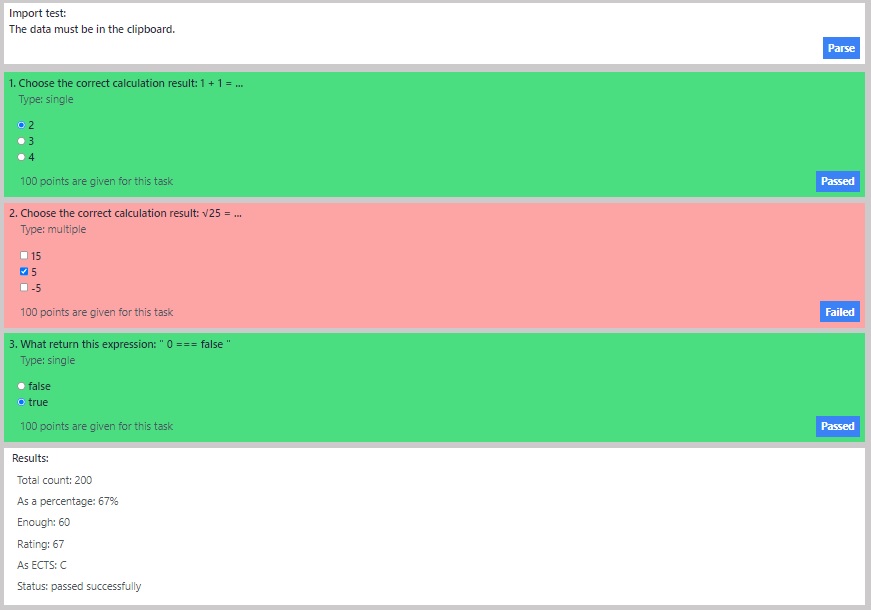 Import test:
The data must be in the clipboard.
Parse
1. Choose the correct calculation result: 1 + 1 = ...
Type: single
2
3
4
100 points are given for this task
Passed
2. Choose the correct calculation result: √25 = ...
Type: multiple
15
5
-5
100 points are given for this task
Failed
3. What return this expression: " 0 === false "
Type: single
false
true
100 points are given for this task
Passed
Results:
Total count: 200
As a percentage: 67%
Enough: 60
Rating: 67
As ECTS: C
Status: passed successfully